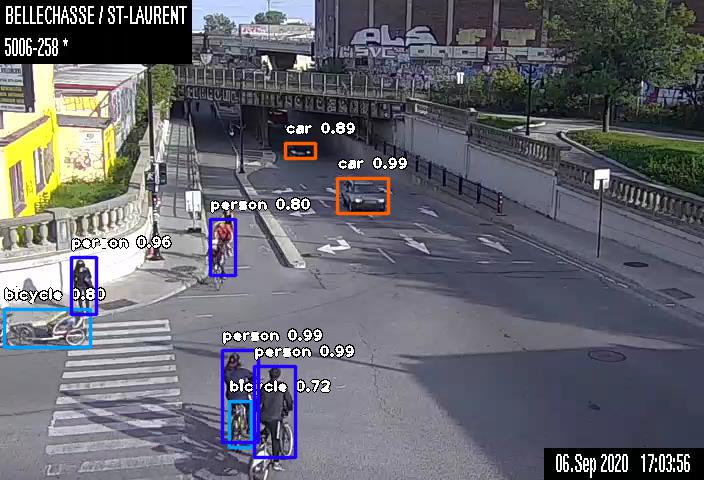 BELLECHASSE / ST-LAURENT
5006-258 *
car 0.89
car 0.99
person 0.80
person 0.96
bicycle 0.80
person 0.99
person 0.99
bicycle 0.72
06.Sep 2020 17:03:56